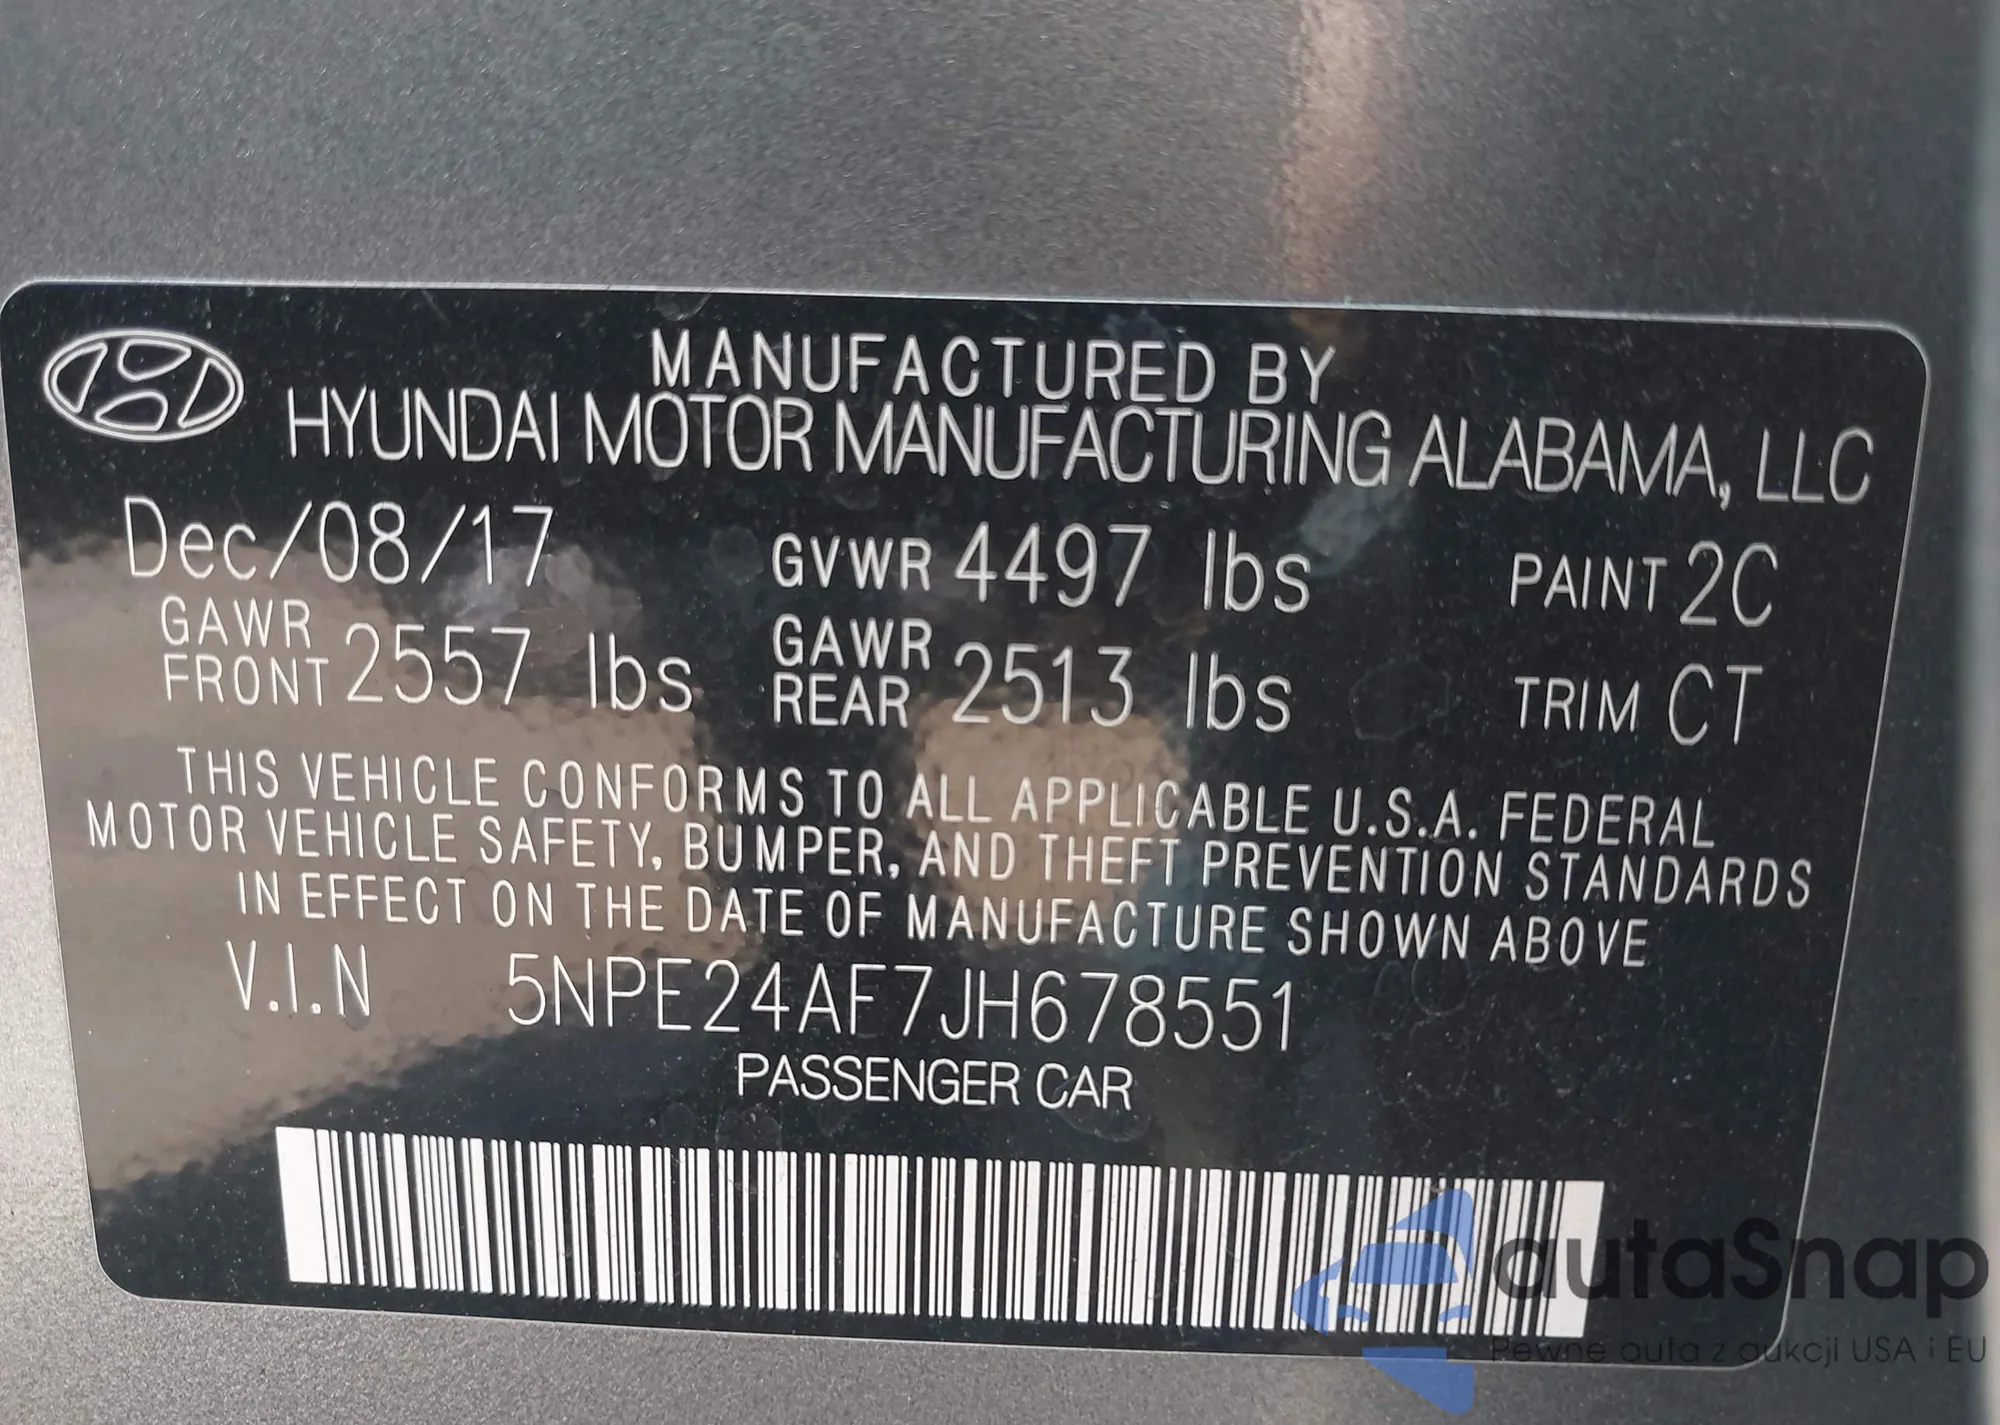 MANUFACTURED BY
HYUNDAI MOTOR MANUFACTURING ALABAMA, LLC
Dec/08/17 GVWR 4497 lbs PAINT 2C
GAWR FRONT 2557 lbs GAWR REAR 2513 lbs TRIM CT
THIS VEHICLE CONFORMS TO ALL APPLICABLE U.S.A. FEDERAL
MOTOR VEHICLE SAFETY, BUMPER, AND THEFT PREVENTION STANDARDS
IN EFFECT ON THE DATE OF MANUFACTURE SHOWN ABOVE
V.I.N 5NPE24AF7JH678551
PASSENGER CAR
autaSnap
Pewne auta z aukcji USA i EU